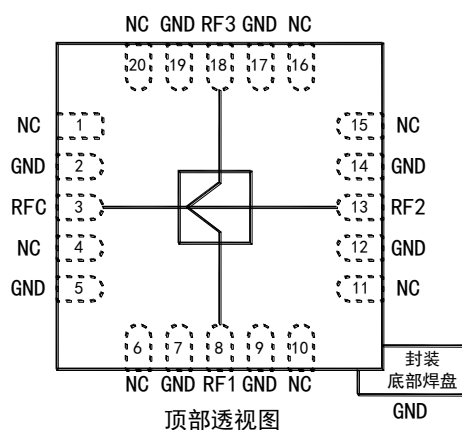 NC GND RF3 GND NC
20 19 18 17 16
NC 1 15 NC
GND 2 14 GND
RFC 3 13 RF2
NC 4 12 GND
GND 5 11 NC
6 7 8 9 10
NC GND RF1 GND NC
封装
底部焊盘
GND
顶部透视图